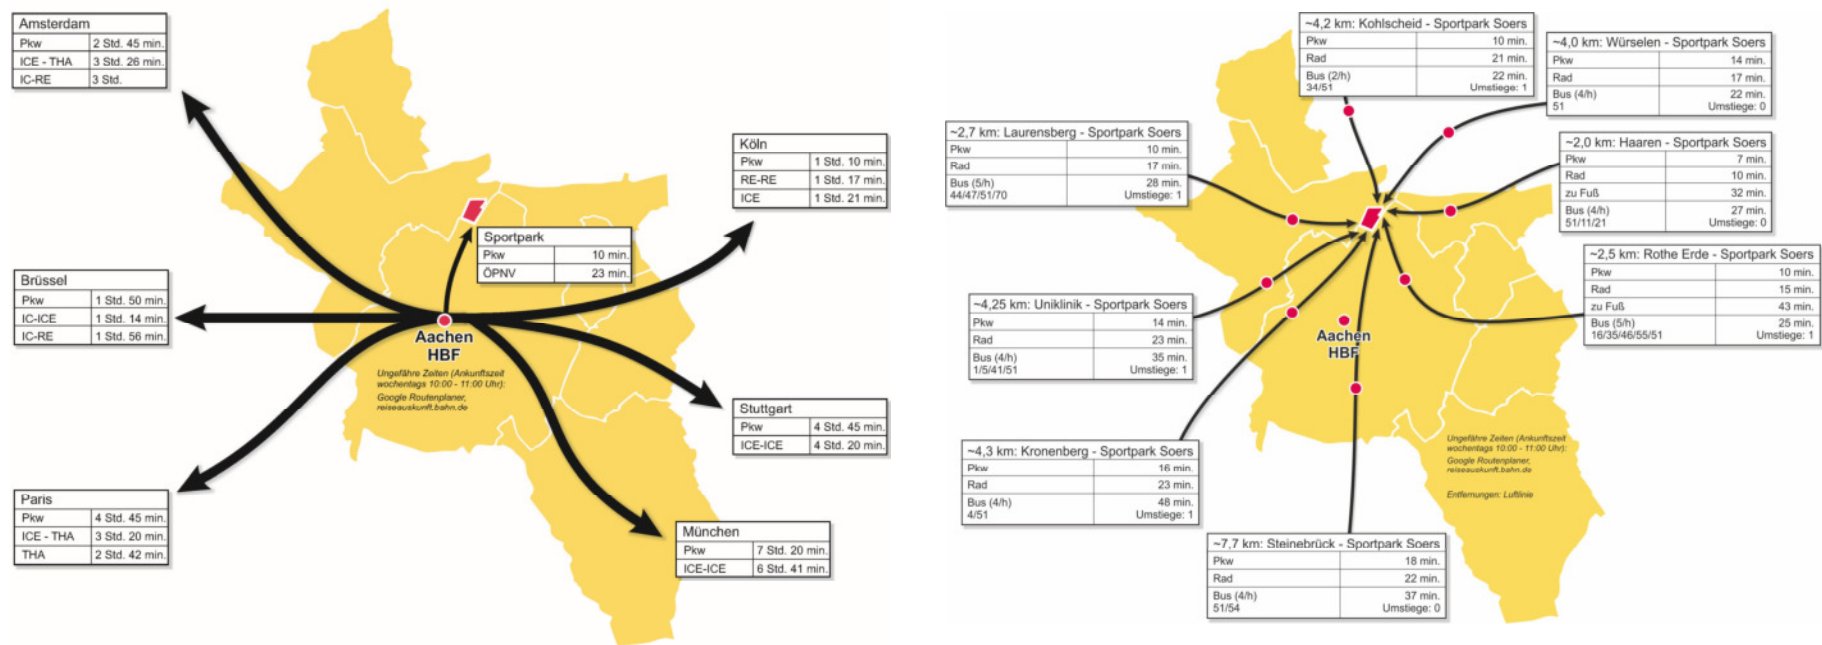 Amsterdam
Pkw 2 Std. 45 min.
ICE - THA 3 Std. 26 min.
IC-RE 3 Std.
Köln
Pkw 1 Std. 10 min.
RE-RE 1 Std. 17 min.
ICE 1 Std. 21 min.
Sportpark
Pkw 10 min.
ÖPNV 23 min.
Brüssel
Pkw 1 Std. 50 min.
IC-ICE 1 Std. 14 min.
IC-RE 1 Std. 56 min.
Aachen
HBF
Ungefähre Zeiten (Ankunftszeit
wochentags 10:00 - 11:00 Uhr):
Google Routenplaner,
reiseauskunft.bahn.de
Stuttgart
Pkw 4 Std. 45 min.
ICE-ICE 4 Std. 20 min.
Paris
Pkw 4 Std. 45 min.
ICE - THA 3 Std. 20 min.
THA 2 Std. 42 min.
München
Pkw 7 Std. 20 min.
ICE-ICE 6 Std. 41 min.
~4,2 km: Kohlscheid - Sportpark Soers
Pkw 10 min.
Rad 21 min.
Bus (2/h) 22 min.
34/51 Umstiege: 1
~4,0 km: Würselen - Sportpark Soers
Pkw 14 min.
Rad 17 min.
Bus (4/h) 22 min.
51 Umstiege: 0
~2,7 km: Laurensberg - Sportpark Soers
Pkw 10 min.
Rad 17 min.
Bus (5/h) 28 min.
44/47/51/70 Umstiege: 1
~2,0 km: Haaren - Sportpark Soers
Pkw 7 min.
Rad 10 min.
zu Fuß 32 min.
Bus (4/h) 27 min.
51/11/21 Umstiege: 0
~2,5 km: Rothe Erde - Sportpark Soers
Pkw 10 min.
Rad 15 min.
zu Fuß 43 min.
Bus (5/h) 25 min.
16/35/46/55/51 Umstiege: 1
~4,25 km: Uniklinik - Sportpark Soers
Pkw 14 min.
Rad 23 min.
Bus (4/h) 35 min.
1/5/41/51 Umstiege: 1
Aachen
HBF
~4,3 km: Kronenberg - Sportpark Soers
Pkw 16 min.
Rad 23 min.
Bus (4/h) 48 min.
4/51 Umstiege: 1
Ungefähre Zeiten (Ankunftszeit
wochentags 10:00 - 11:00 Uhr):
Google Routenplaner,
reiseauskunft.bahn.de
Entfernungen: Luftlinie
~7,7 km: Steinebrück - Sportpark Soers
Pkw 18 min.
Rad 22 min.
Bus (4/h) 37 min.
51/54 Umstiege: 0